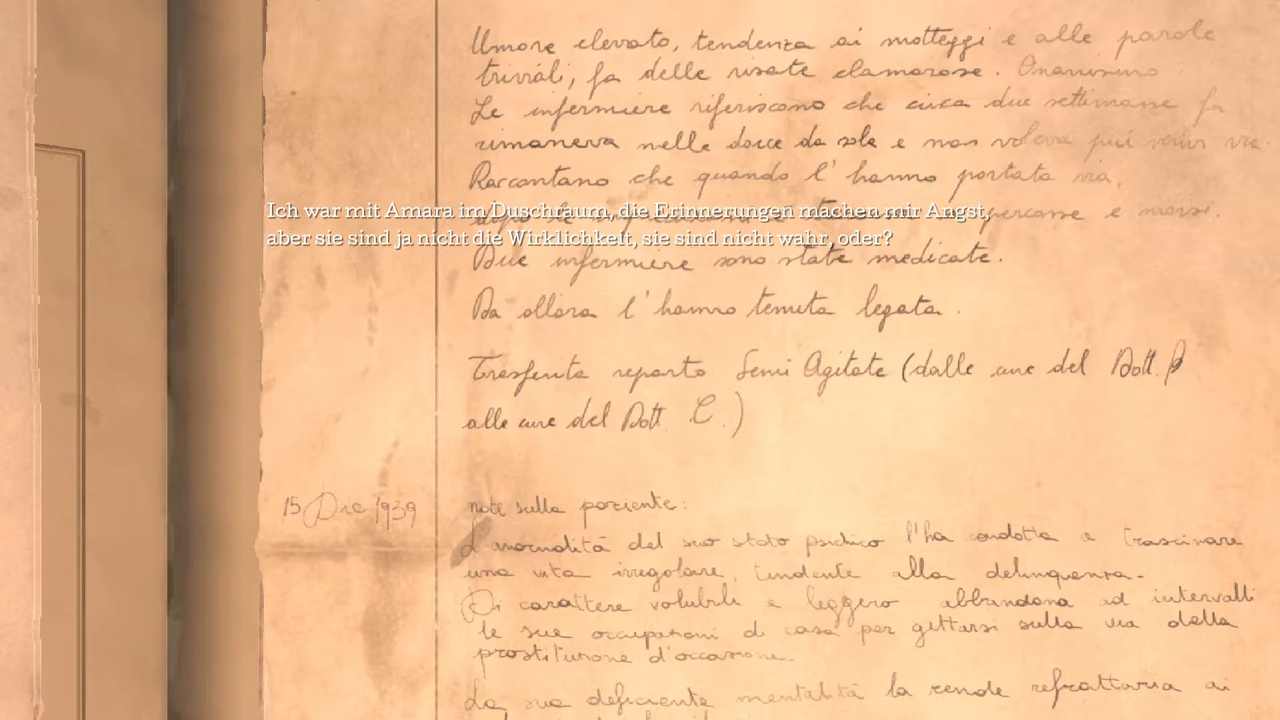 Umore elevato, tendenza ai motteggi e alle parole
triviali, fa delle risate clamorose. Onanismo
Le infermiere riferiscono che circa due settimane fa
rimaneva nelle docce da sola e non voleva più venir via.
Raccontano che quando l'hanno portata via,
percosse e morsi.
Ich war mit Amara im Duschraum, die Erinnerungen machen mir Angst,
aber sie sind ja nicht die Wirklichkeit, sie sind nicht wahr, oder?
Due infermiere sono state medicate.
Da allora l'hanno tenuta legata.
Trasferita reparto Semi Agitate (dalle cure del Dott. P
alle cure del Dott. C.)
15 Dic 1939
note sulla paziente:
L'anormalità del suo stato psichico l'ha condotta a trascinare
una vita irregolare, tendente alla delinquenza.
Di carattere volubile e leggero abbandona ad intervalli
le sue occupazioni di casa per gettarsi sulla via della
prostituzione d'occasione.
La sua deficiente mentalità la rende refrattaria ai